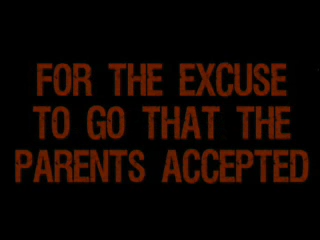 FOR THE EXCUSE
TO GO THAT THE
PARENTS ACCEPTED